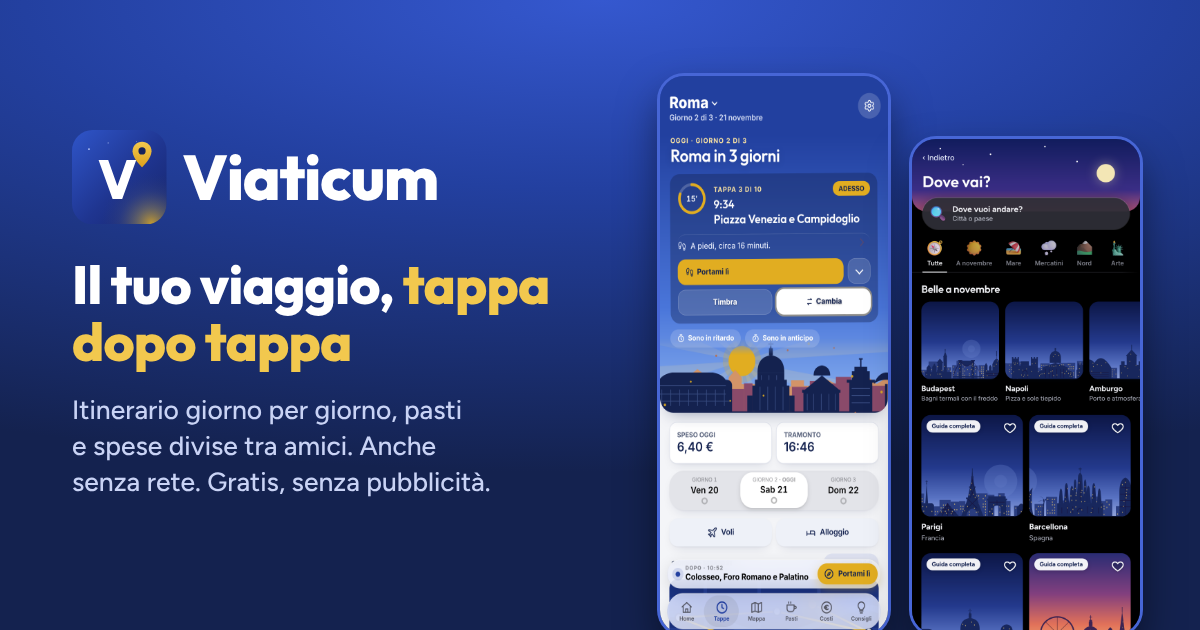 Viaticum
Il tuo viaggio, tappa
dopo tappa
Itinerario giorno per giorno, pasti
e spese divise tra amici. Anche
senza rete. Gratis, senza pubblicità.
Roma
Giorno 2 di 3 · 21 novembre
OGGI · GIORNO 2 DI 3
Roma in 3 giorni
15'
TAPPA 3 DI 10
ADESSO
9:34
Piazza Venezia e Campidoglio
A piedi, circa 16 minuti.
Portami lì
Timbra
Cambia
Sono in ritardo
Sono in anticipo
SPESO OGGI
6,40 €
TRAMONTO
16:46
GIORNO 1
Ven 20
GIORNO 2 · OGGI
Sab 21
GIORNO 3
Dom 22
Voli
Alloggio
DOPO · 10:52
Colosseo, Foro Romano e Palatino
Portami lì
Home
Tappe
Mappa
Pasti
Costi
Consigli
‹ Indietro
Dove vai?
Dove vuoi andare?
Città o paese
Tutte
A novembre
Mare
Mercatini
Nord
Arte
Belle a novembre
Budapest
Bagni termali con il freddo
Napoli
Pizza e sole tiepido
Amburgo
Porto e atmosfera
Guida completa
Guida completa
Parigi
Francia
Barcellona
Spagna
Guida completa
Guida completa